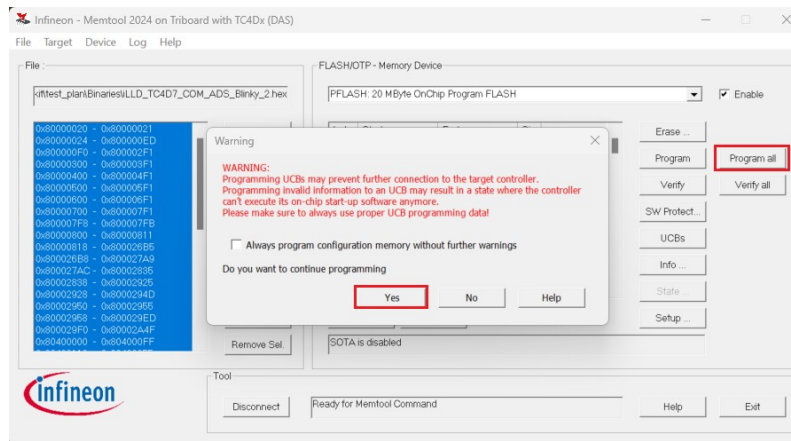 Infineon - Memtool 2024 on Triboard with TC4Dx (DAS)
File Target Device Log Help
File
FLASH/OTP - Memory Device
kift\test_plan\Binaries\iLLD_TC4D7_COM_ADS_Blinky_2.hex
PFLASH: 20 MByte OnChip Program FLASH
Enable
0x80000020 - 0x80000021
0x80000024 - 0x800000ED
0x800000F0 - 0x800002F1
0x80000300 - 0x800003F1
0x80000400 - 0x800004F1
0x80000500 - 0x800005F1
0x80000600 - 0x800006F1
0x80000700 - 0x800007F1
0x800007F8 - 0x800007FB
0x80000800 - 0x80000811
0x80000818 - 0x800026B5
0x800026B8 - 0x800027A9
0x800027AC - 0x80002835
0x80002838 - 0x80002925
0x80002928 - 0x8000294D
0x80002950 - 0x80002955
0x80002958 - 0x800029ED
0x800029F0 - 0x80002A4F
0x80400000 - 0x804000FF
Remove Sel.
Warning
WARNING:
Programming UCBs may prevent further connection to the target controller.
Programming invalid information to an UCB may result in a state where the controller
can't execute its on-chip start-up software anymore.
Please make sure to always use proper UCB programming data!
Always program configuration memory without further warnings
Do you want to continue programming
Yes No Help
SOTA is disabled
Erase ...
Program
Program all
Verify
Verify all
SW Protect...
UCBs
Info ...
State ...
Setup ...
infineon
Tool
Disconnect
Ready for Memtool Command
Help
Exit